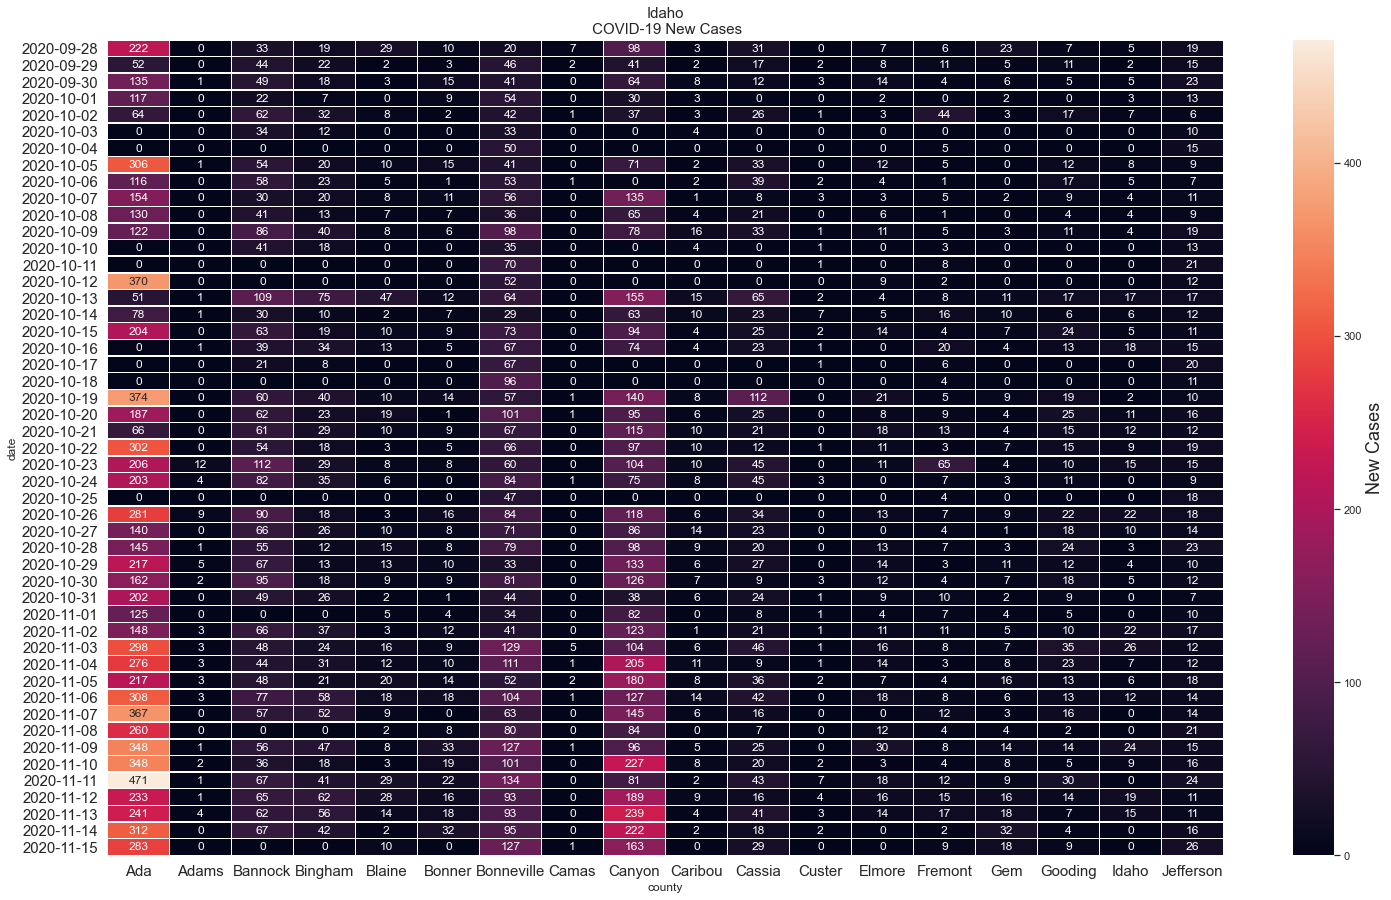 Idaho
COVID-19 New Cases
2020-09-28 222 0 33 19 29 10 20 7 98 3 31 0 7 6 23 7 5 19
2020-09-29 52 0 44 22 2 3 46 2 41 2 17 2 8 11 5 11 2 15
2020-09-30 135 1 49 18 3 15 41 0 64 8 12 3 14 4 6 5 5 23
2020-10-01 117 0 22 7 0 9 54 0 30 3 0 0 2 0 2 0 3 13
2020-10-02 64 0 62 32 8 2 42 1 37 3 26 1 3 44 3 17 7 6
2020-10-03 0 0 34 12 0 0 33 0 0 4 0 0 0 0 0 0 0 10
2020-10-04 0 0 0 0 0 0 50 0 0 0 0 0 0 5 0 0 0 15
2020-10-05 306 1 54 20 10 15 41 0 71 2 33 0 12 5 0 12 8 9
2020-10-06 116 0 58 23 5 1 53 1 0 2 39 2 4 1 0 17 5 7
2020-10-07 154 0 30 20 8 11 56 0 135 1 8 3 3 5 2 9 4 11
2020-10-08 130 0 41 13 7 7 36 0 65 4 21 0 6 1 0 4 4 9
2020-10-09 122 0 86 40 8 6 98 0 78 16 33 1 11 5 3 11 4 19
2020-10-10 0 0 41 18 0 0 35 0 0 4 0 1 0 3 0 0 0 13
2020-10-11 0 0 0 0 0 0 70 0 0 0 0 1 0 8 0 0 0 21
2020-10-12 370 0 0 0 0 0 52 0 0 0 0 0 9 2 0 0 0 12
2020-10-13 51 1 109 75 47 12 64 0 155 15 65 2 4 8 11 17 17 17
2020-10-14 78 1 30 10 2 7 29 0 63 10 23 7 5 16 10 6 6 12
2020-10-15 204 0 63 19 10 9 73 0 94 4 25 2 14 4 7 24 5 11
2020-10-16 0 1 39 34 13 5 67 0 74 4 23 1 0 20 4 13 18 15
2020-10-17 0 0 21 8 0 0 67 0 0 0 0 1 0 6 0 0 0 20
2020-10-18 0 0 0 0 0 0 96 0 0 0 0 0 0 4 0 0 0 11
2020-10-19 374 0 60 40 10 14 57 1 140 8 112 0 21 5 9 19 2 10
2020-10-20 187 0 62 23 19 1 101 1 95 6 25 0 8 9 4 25 11 16
2020-10-21 66 0 61 29 10 9 67 0 115 10 21 0 18 13 4 15 12 12
2020-10-22 302 0 54 18 3 5 66 0 97 10 12 1 11 3 7 15 9 19
2020-10-23 206 12 112 29 8 8 60 0 104 10 45 0 11 65 4 10 15 15
2020-10-24 203 4 82 35 6 0 84 1 75 8 45 3 0 7 3 11 0 9
2020-10-25 0 0 0 0 0 0 47 0 0 0 0 0 0 4 0 0 0 18
2020-10-26 281 9 90 18 3 16 84 0 118 6 34 0 13 7 9 22 22 18
2020-10-27 140 0 66 26 10 8 71 0 86 14 23 0 0 4 1 18 10 14
2020-10-28 145 1 55 12 15 8 79 0 98 9 20 0 13 7 3 24 3 23
2020-10-29 217 5 67 13 13 10 33 0 133 6 27 0 14 3 11 12 4 10
2020-10-30 162 2 95 18 9 9 81 0 126 7 9 3 12 4 7 18 5 12
2020-10-31 202 0 49 26 2 1 44 0 38 6 24 1 9 10 2 9 0 7
2020-11-01 125 0 0 0 5 4 34 0 82 0 8 1 4 7 4 5 0 10
2020-11-02 148 3 66 37 3 12 41 0 123 1 21 1 11 11 5 10 22 17
2020-11-03 298 3 48 24 16 9 129 5 104 6 46 1 16 8 7 35 26 12
2020-11-04 276 3 44 31 12 10 111 1 205 11 9 1 14 3 8 23 7 12
2020-11-05 217 3 48 21 20 14 52 2 180 8 36 2 7 4 16 13 6 18
2020-11-06 308 3 77 58 18 18 104 1 127 14 42 0 18 8 6 13 12 14
2020-11-07 367 0 57 52 9 0 63 0 145 6 16 0 0 12 3 16 0 14
2020-11-08 260 0 0 0 2 8 80 0 84 0 7 0 12 4 4 2 0 21
2020-11-09 348 1 56 47 8 33 127 1 96 5 25 0 30 8 14 14 24 15
2020-11-10 348 2 36 18 3 19 101 0 227 8 20 2 3 4 8 5 9 16
2020-11-11 471 1 67 41 29 22 134 0 81 2 43 7 18 12 9 30 0 24
2020-11-12 233 1 65 62 28 16 93 0 189 9 16 4 16 15 16 14 19 11
2020-11-13 241 4 62 56 14 18 93 0 239 4 41 3 14 17 18 7 15 11
2020-11-14 312 0 67 42 2 32 95 0 222 2 18 2 0 7 32 4 0 16
2020-11-15 283 0 0 0 10 0 127 1 163 0 29 0 0 9 18 9 0 26
Ada Adams Bannock Bingham Blaine Bonner Bonneville Camas Canyon Caribou Cassia Custer Elmore Fremont Gem Gooding Idaho Jefferson
county
date
400
300
200
100
0
New Cases